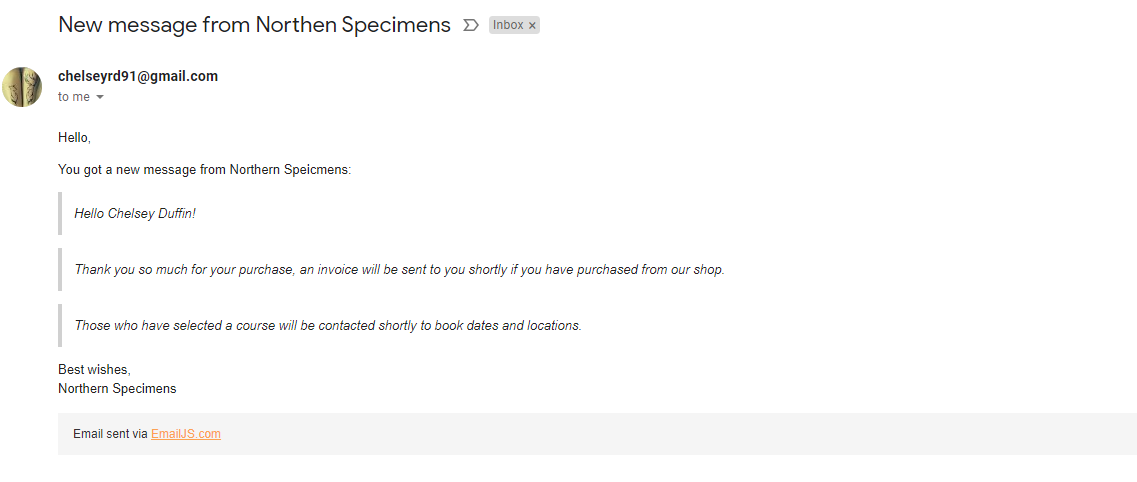 New message from Northen Specimens
Inbox ×
chelseyrd91@gmail.com
to me
Hello,
You got a new message from Northern Speicmens:
Hello Chelsey Duffin!
Thank you so much for your purchase, an invoice will be sent to you shortly if you have purchased from our shop.
Those who have selected a course will be contacted shortly to book dates and locations.
Best wishes,
Northern Specimens
Email sent via EmailJS.com